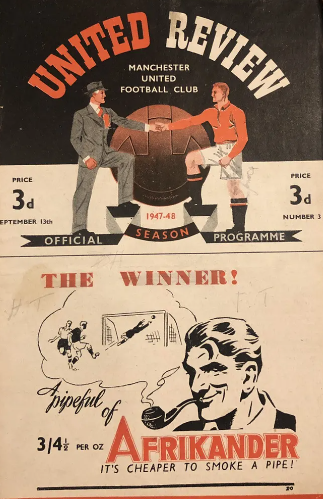 UNITED REVIEW
MANCHESTER
UNITED
FOOTBALL CLUB
PRICE
3d
SEPTEMBER 13th
PRICE
3d
NUMBER 3
1947-48
OFFICIAL SEASON PROGRAMME
THE WINNER!
A pipeful of
3/4½ PER OZ
AFRIKANDER
IT'S CHEAPER TO SMOKE A PIPE!